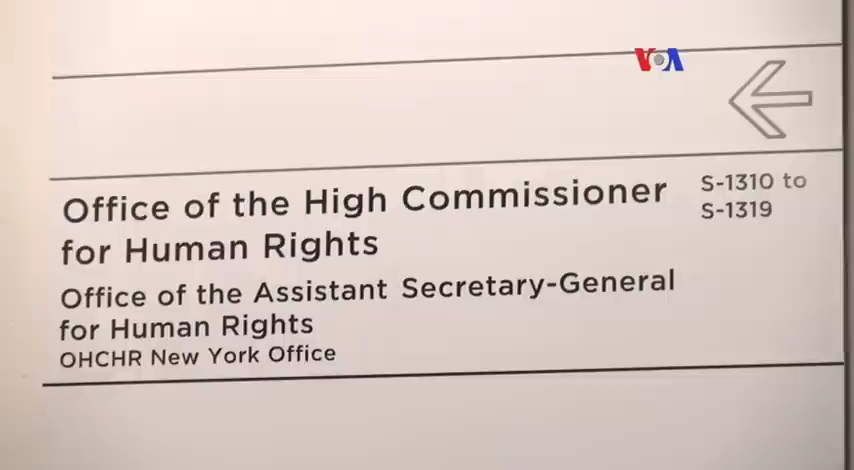 VOA
Office of the High Commissioner
for Human Rights
S-1310 to
S-1319
Office of the Assistant Secretary-General
for Human Rights
OHCHR New York Office